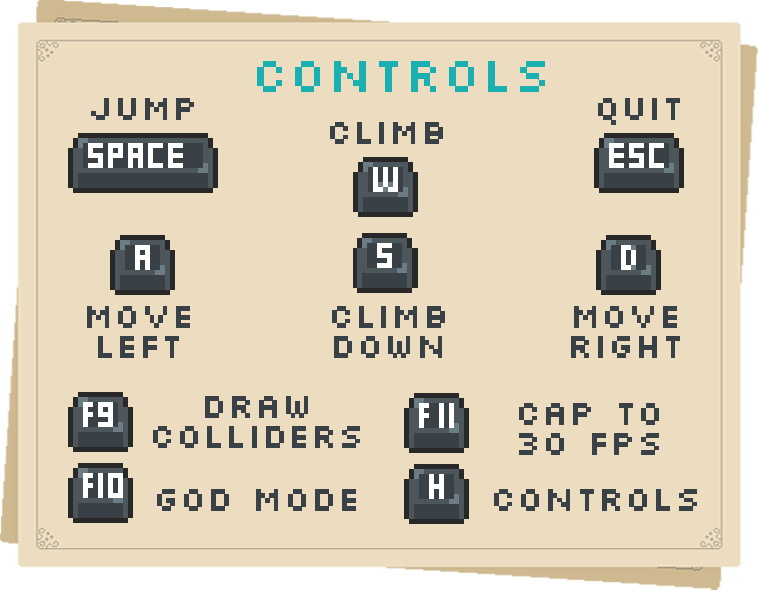 CONTROLS
JUMP
SPACE
CLIMB
W
QUIT
ESC
A
MOVE
LEFT
S
CLIMB
DOWN
D
MOVE
RIGHT
F9
DRAW
COLLIDERS
F11
CAP TO
30 FPS
F10
GOD MODE
H
CONTROLS